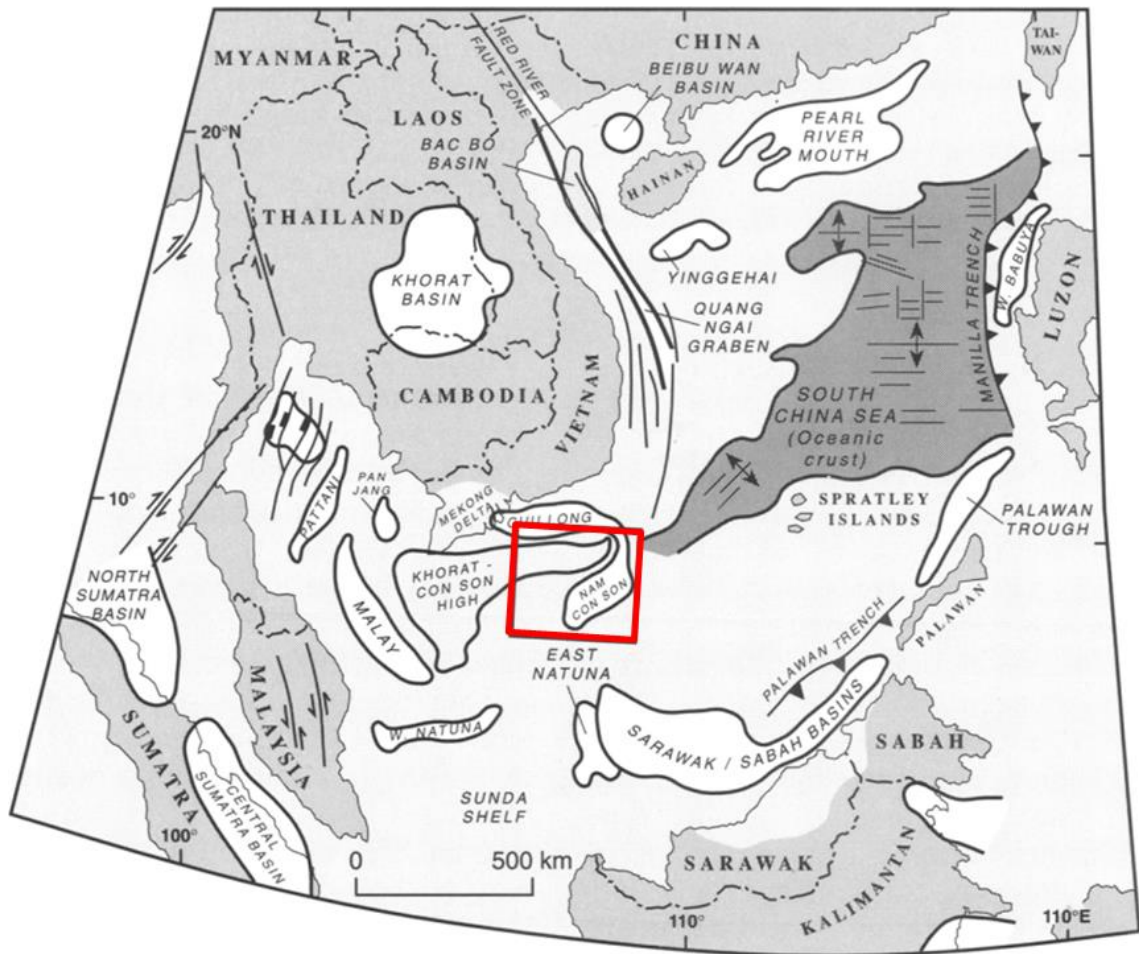 CHINA
TAI-
WAN
MYANMAR
RED RIVER
FAULT ZONE
BEIBU WAN
BASIN
LAOS
PEARL
RIVER
MOUTH
20°N
BAC BO
BASIN
HAINAN
THAILAND
KHORAT
BASIN
YINGGEHAI
W. BABUYA
LUZON
MANILLA TRENCH
QUANG
NGAI
GRABEN
CAMBODIA
VIETNAM
SOUTH
CHINA SEA
(Oceanic
crust)
10°
PATTANI
PAN
JANG
MEKONG
DELTA
SPRATLEY
ISLANDS
PALAWAN
TROUGH
NORTH
SUMATRA
BASIN
KHORAT -
CON SON
HIGH
NAM
CON SON
MALAY
EAST
NATUNA
PALAWAN TRENCH
PALAWAN
MALAYSIA
W. NATUNA
SARAWAK / SABAH BASINS
SABAH
SUMATRA
CENTRAL
SUMATRA BASIN
SUNDA
SHELF
100°
0 500 km
SARAWAK
KALIMANTAN
110°
110°E